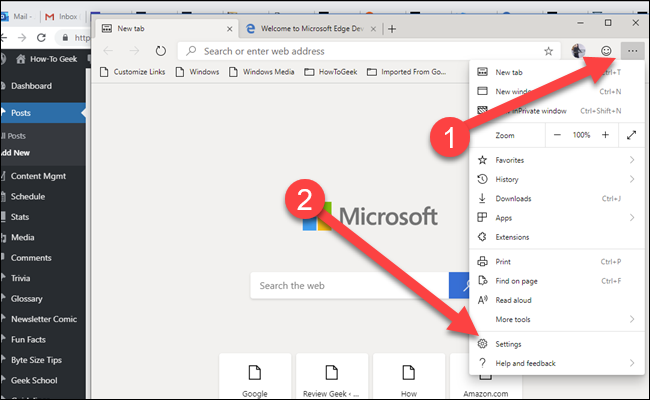 Mail -
Inbox
How-To Geek
Dashboard
Posts
All Posts
Add New
Content Mgmt
Schedule
Stats
Media
Comments
Trivia
Glossary
Newsletter Comic
Fun Facts
Byte Size Tips
Geek School
New tab
Welcome to Microsoft Edge Dev
Search or enter web address
Customize Links
Windows
Windows Media
HowToGeek
Imported From Go...
Microsoft
Search the web
Google
Review Geek - ...
How
Amazon.com
1
2
New tab Ctrl+T
New window Ctrl+N
InPrivate window Ctrl+Shift+N
Zoom − 100% +
Favorites
History
Downloads Ctrl+J
Apps
Extensions
Print Ctrl+P
Find on page Ctrl+F
Read aloud
More tools
Settings
Help and feedback